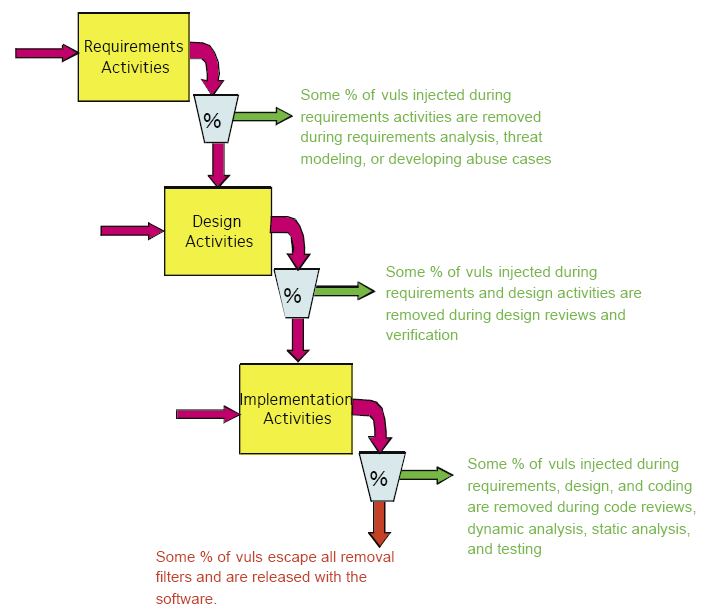 Requirements
Activities
%
Some % of vuls injected during
requirements activities are removed
during requirements analysis, threat
modeling, or developing abuse cases
Design
Activities
%
Some % of vuls injected during
requirements and design activities are
removed during design reviews and
verification
Implementation
Activities
%
Some % of vuls injected during
requirements, design, and coding
are removed during code reviews,
dynamic analysis, static analysis,
and testing
Some % of vuls escape all removal
filters and are released with the
software.